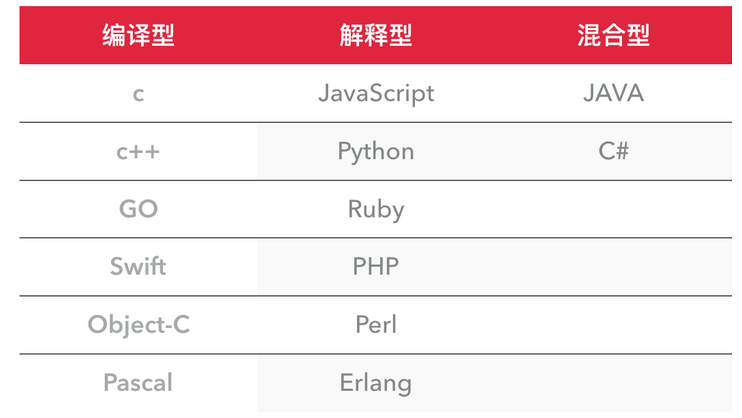 编译型 解释型 混合型
c JavaScript JAVA
c++ Python C#
GO Ruby
Swift PHP
Object-C Perl
Pascal Erlang